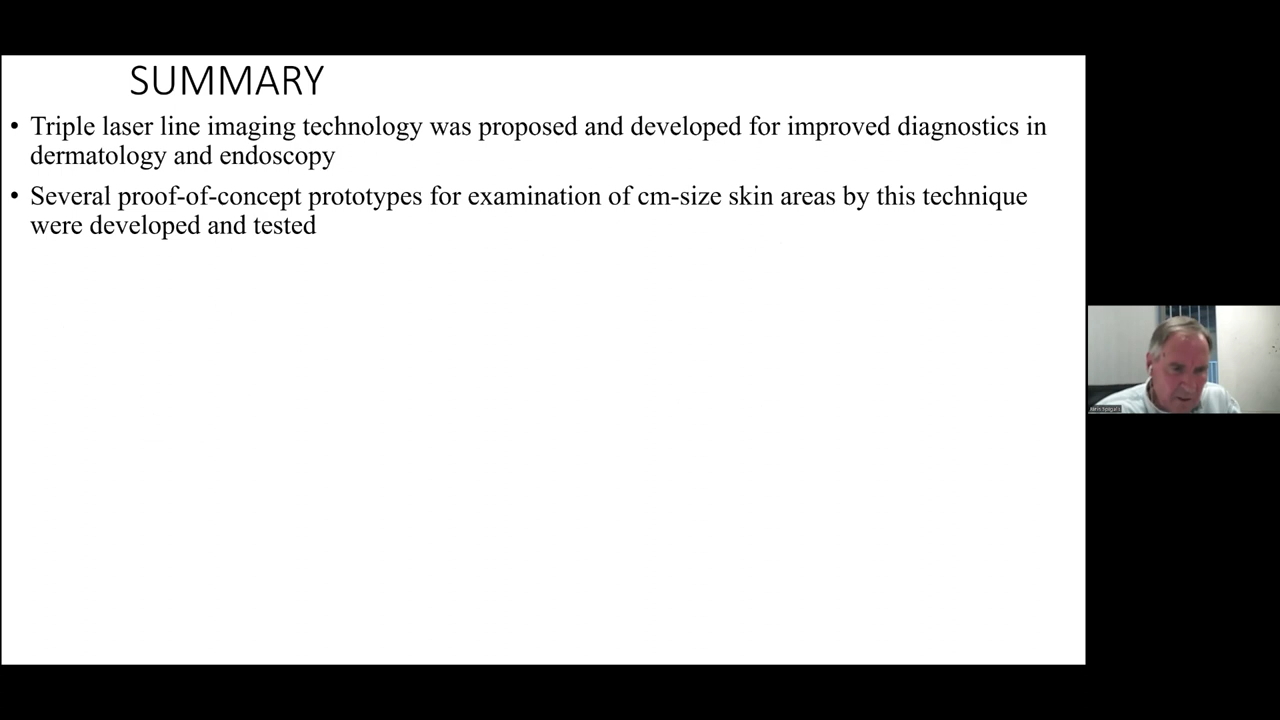 SUMMARY
• Triple laser line imaging technology was proposed and developed for improved diagnostics in
dermatology and endoscopy
• Several proof-of-concept prototypes for examination of cm-size skin areas by this technique
were developed and tested